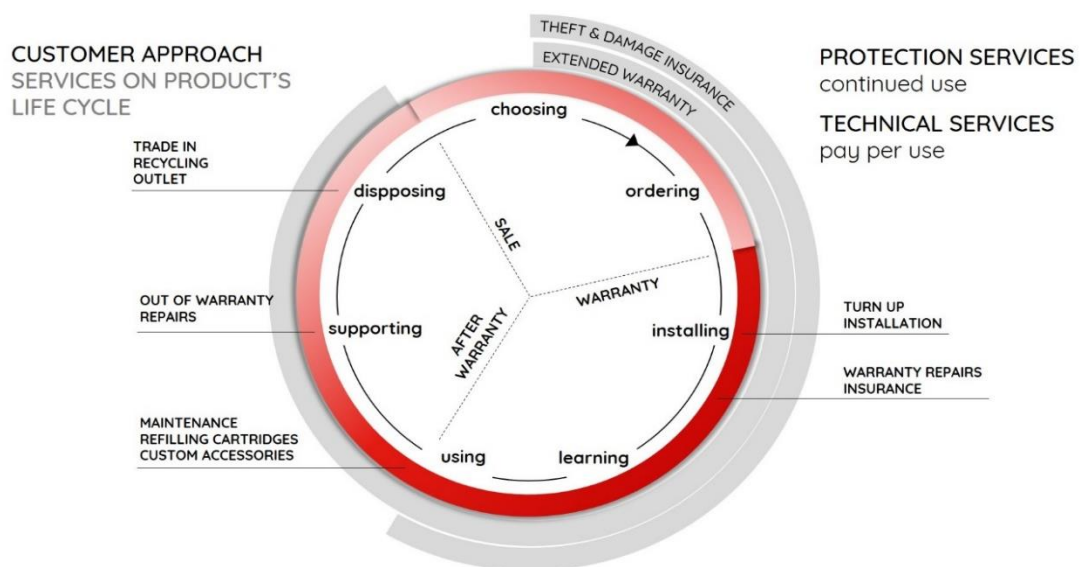 CUSTOMER APPROACH
SERVICES ON PRODUCT'S
LIFE CYCLE
THEFT & DAMAGE INSURANCE
EXTENDED WARRANTY
PROTECTION SERVICES
continued use
TECHNICAL SERVICES
pay per use
choosing
ordering
installing
learning
using
supporting
dispposing
SALE
WARRANTY
AFTER
WARRANTY
TRADE IN
RECYCLING
OUTLET
OUT OF WARRANTY
REPAIRS
MAINTENANCE
REFILLING CARTRIDGES
CUSTOM ACCESSORIES
TURN UP
INSTALLATION
WARRANTY REPAIRS
INSURANCE